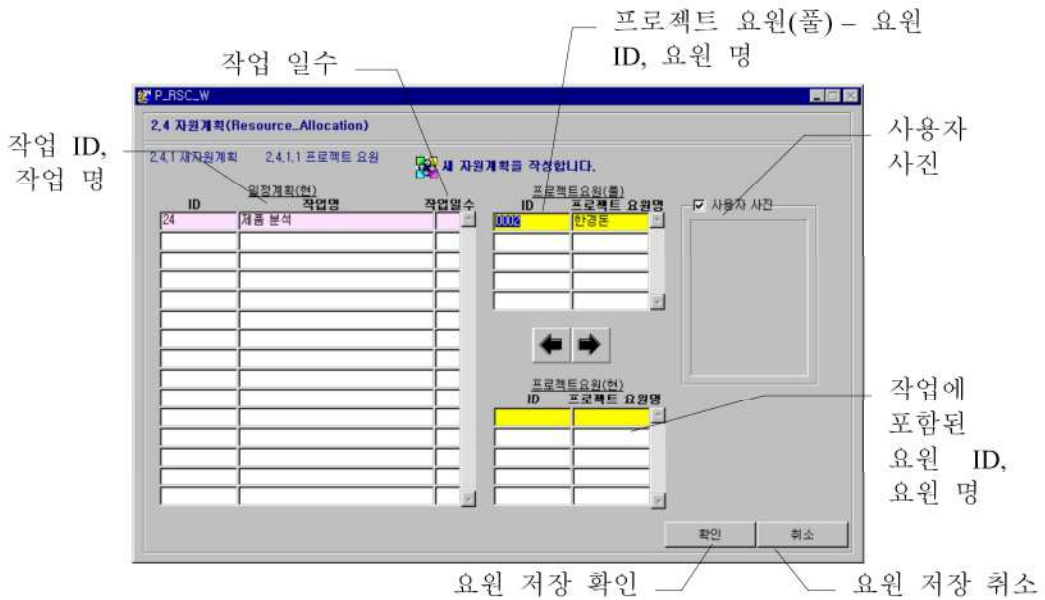 프로젝트 요원(풀) – 요원
ID, 요원 명
작업 일수
P_RSC_W
2.4 자원계획(Resource_Allocation)
작업 ID,
작업 명
사용자
사진
2.4.1 새자원계획 2.4.1.1 프로젝트 요원
새 자원계획을 작성합니다.
일정계획(현)
ID 작업명 작업일수
24 제품 분석
프로젝트요원(풀)
ID 프로젝트 요원명
0002 한경돈
사용자 사진
프로젝트요원(현)
ID 프로젝트 요원명
작업에
포함된
요원 ID,
요원 명
확인 취소
요원 저장 확인
요원 저장 취소